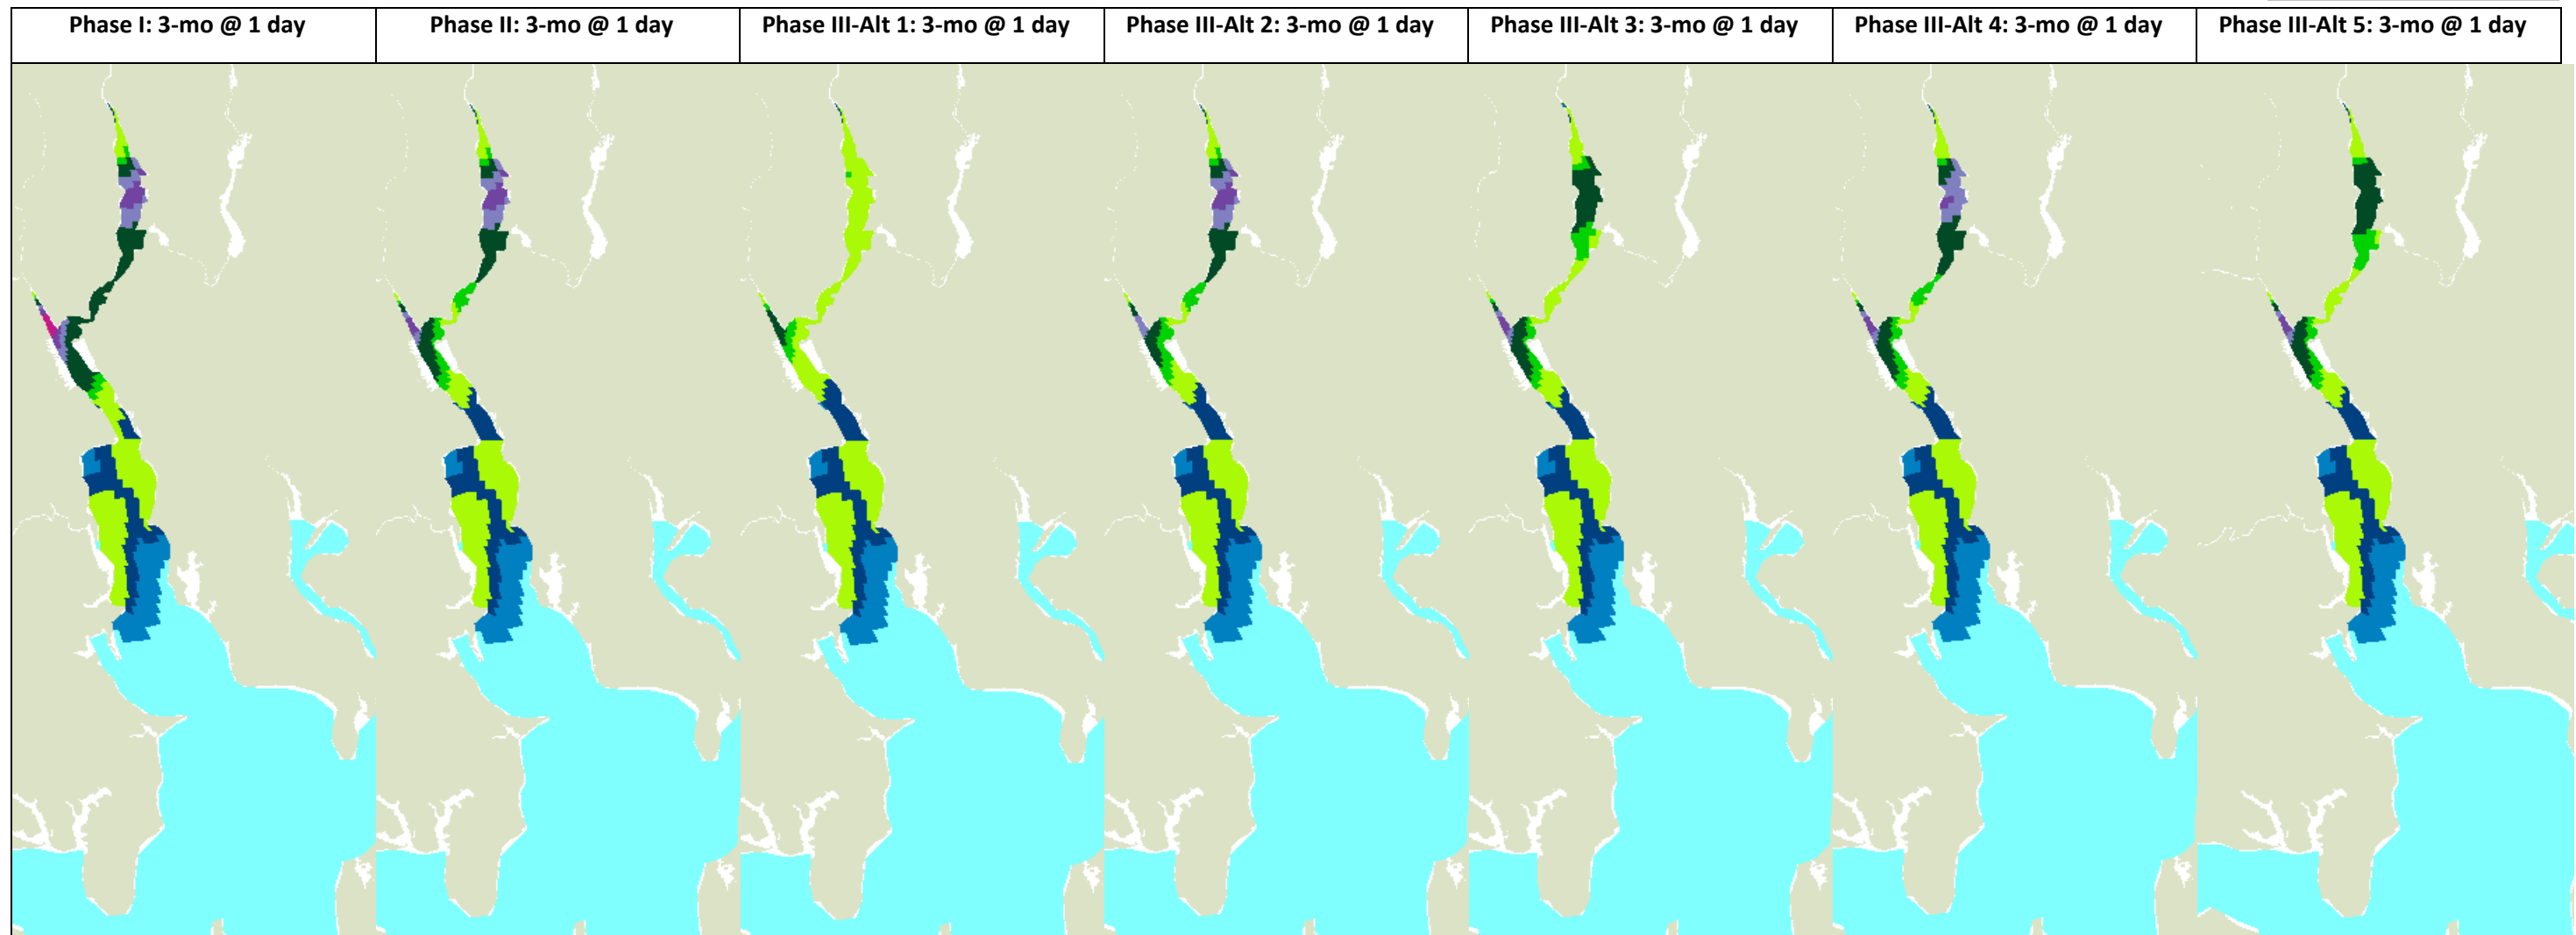 Phase I: 3-mo @ 1 day
Phase II: 3-mo @ 1 day
Phase III-Alt 1: 3-mo @ 1 day
Phase III-Alt 2: 3-mo @ 1 day
Phase III-Alt 3: 3-mo @ 1 day
Phase III-Alt 4: 3-mo @ 1 day
Phase III-Alt 5: 3-mo @ 1 day